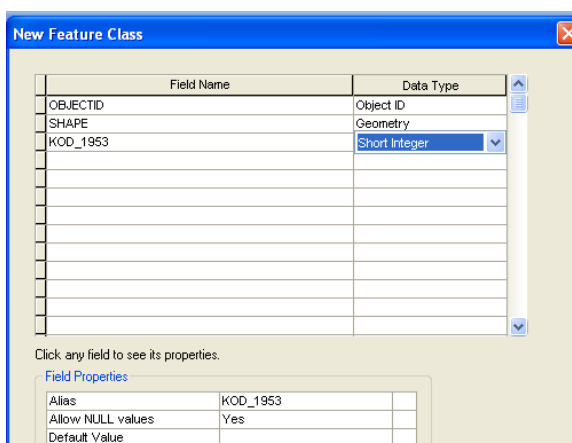 New Feature Class
Field Name Data Type
OBJECTID Object ID
SHAPE Geometry
KOD_1953 Short Integer
Click any field to see its properties.
Field Properties
Alias KOD_1953
Allow NULL values Yes
Default Value